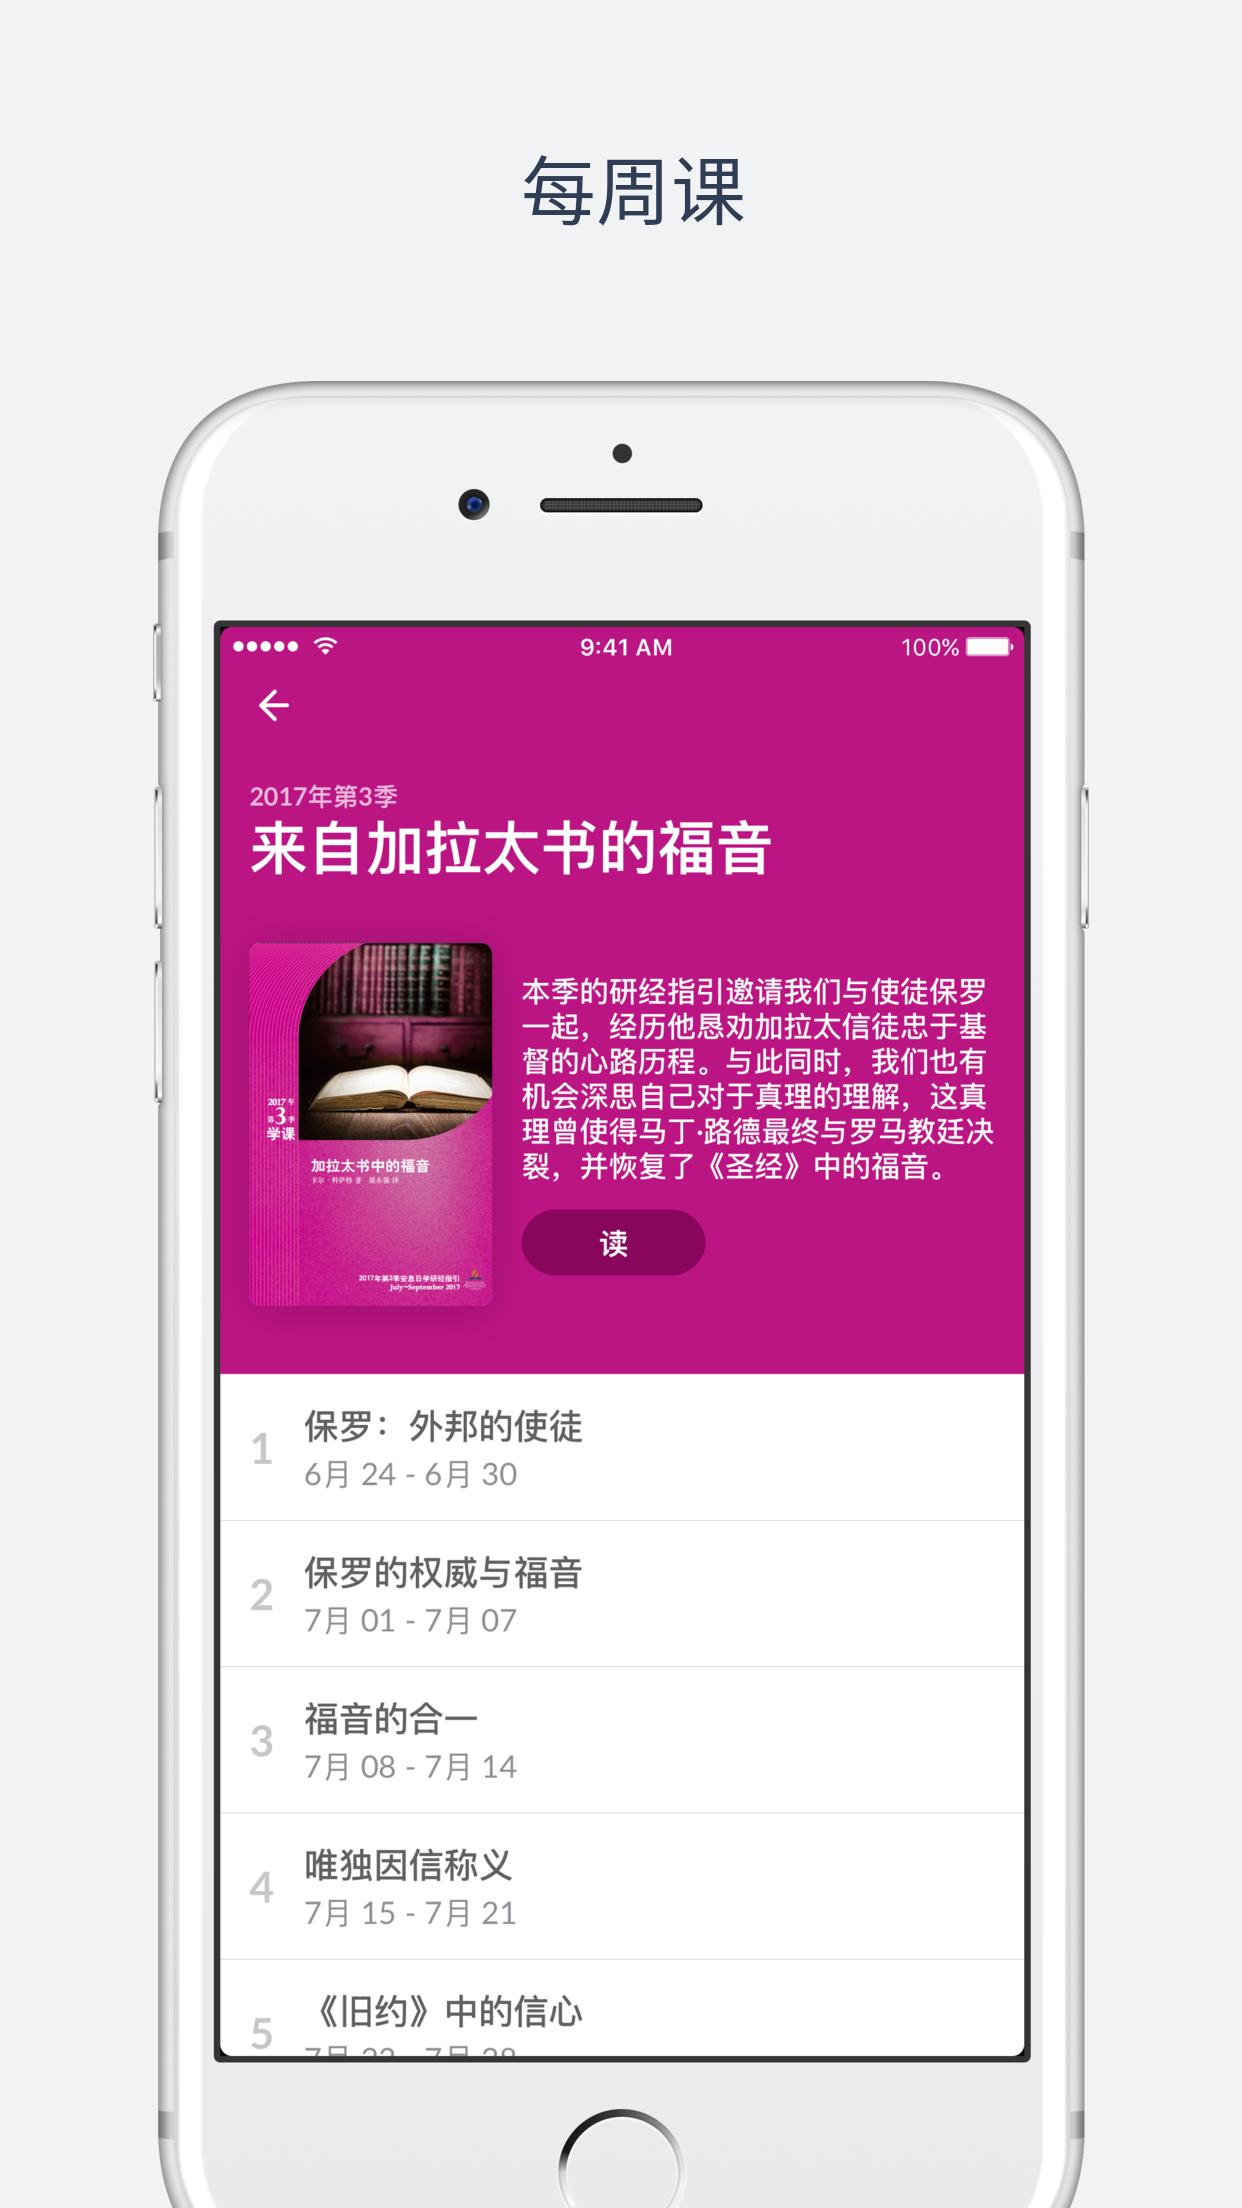 每周课
9:41 AM
100%
2017年第3季
来自加拉太书的福音
2017 年
第3季
学课
加拉太书中的福音
卡尔·科萨特 著 梁永强 译
2017年第3季安息日学研经指引
July~September 2017
本季的研经指引邀请我们与使徒保罗
一起，经历他恳劝加拉太信徒忠于基
督的心路历程。与此同时，我们也有
机会深思自己对于真理的理解，这真
理曾使得马丁·路德最终与罗马教廷决
裂，并恢复了《圣经》中的福音。
读
1
保罗：外邦的使徒
6月 24 - 6月 30
2
保罗的权威与福音
7月 01 - 7月 07
3
福音的合一
7月 08 - 7月 14
4
唯独因信称义
7月 15 - 7月 21
5
《旧约》中的信心
7月 22 - 7月 28